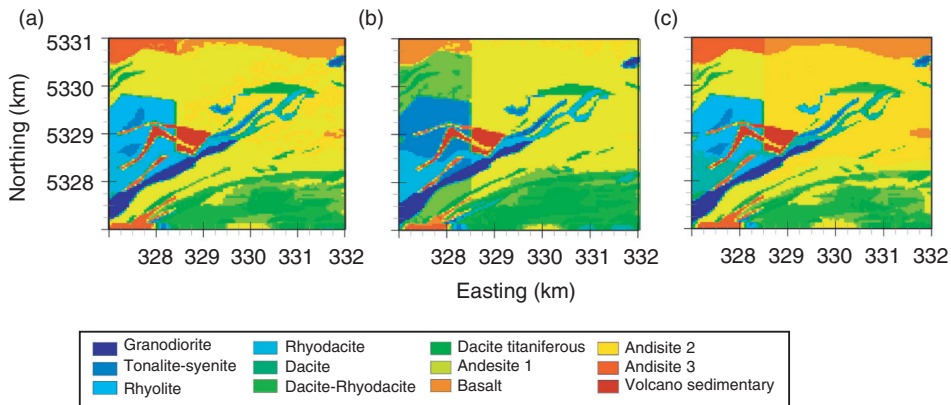 (a) (b) (c)
5331
5330
5329
5328
Northing (km)
328 329 330 331 332 328 329 330 331 332 328 329 330 331 332
Easting (km)
Granodiorite Rhyodacite Dacite titaniferous Andisite 2
Tonalite-syenite Dacite Andesite 1 Andisite 3
Rhyolite Dacite-Rhyodacite Basalt Volcano sedimentary